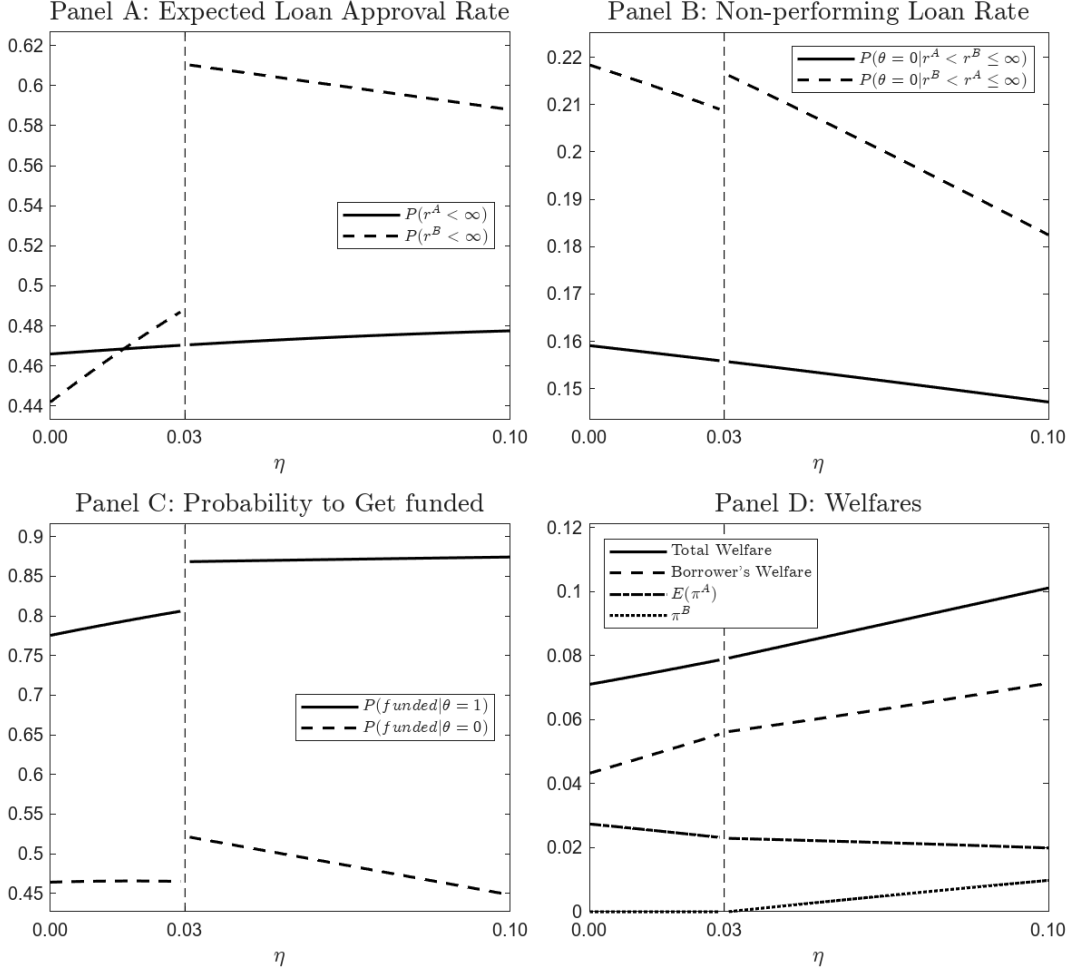 Panel A: Expected Loan Approval Rate
0.62
0.6
0.58
0.56
0.54
0.52
0.5
0.48
0.46
0.44
P(r^A < ∞)
P(r^B < ∞)
0.00 0.03 0.10
η
Panel B: Non-performing Loan Rate
0.22
0.21
0.2
0.19
0.18
0.17
0.16
0.15
P(θ = 0|r^A < r^B ≤ ∞)
P(θ = 0|r^B < r^A ≤ ∞)
0.00 0.03 0.10
η
Panel C: Probability to Get funded
0.9
0.85
0.8
0.75
0.7
0.65
0.6
0.55
0.5
0.45
P(funded|θ = 1)
P(funded|θ = 0)
0.00 0.03 0.10
η
Panel D: Welfares
0.12
0.1
0.08
0.06
0.04
0.02
0
Total Welfare
Borrower's Welfare
E(π^A)
π^B
0.00 0.03 0.10
η